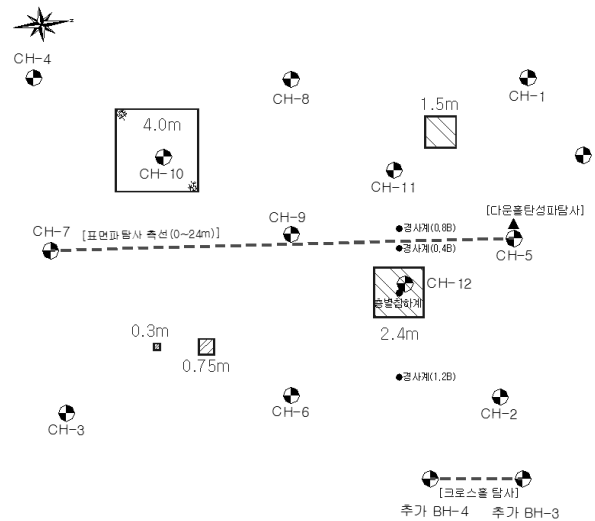 CH-4
CH-8
CH-1
1.5m
4.0m
CH-10
CH-11
[다운홀탄성파탐사]
CH-7
[표면파탐사 측선(0~24m)]
CH-9
경사계(0.8B)
경사계(0.4B)
CH-5
CH-12
층별침하계
2.4m
0.3m
0.75m
경사계(1.2B)
CH-3
CH-6
CH-2
[크로스홀 탐사]
추가 BH-4
추가 BH-3